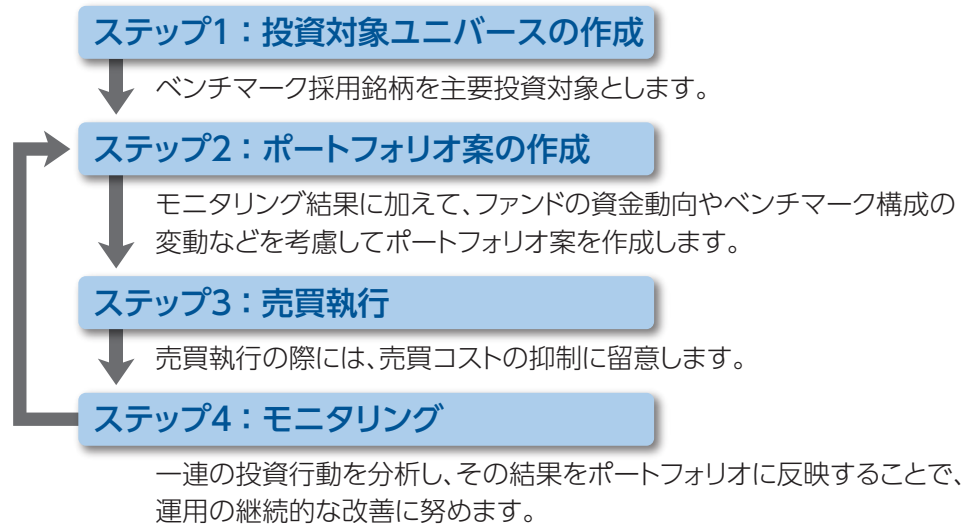 ステップ1：投資対象ユニバースの作成
ベンチマーク採用銘柄を主要投資対象とします。
ステップ2：ポートフォリオ案の作成
モニタリング結果に加えて、ファンドの資金動向やベンチマーク構成の
変動などを考慮してポートフォリオ案を作成します。
ステップ3：売買執行
売買執行の際には、売買コストの抑制に留意します。
ステップ4：モニタリング
一連の投資行動を分析し、その結果をポートフォリオに反映することで、
運用の継続的な改善に努めます。